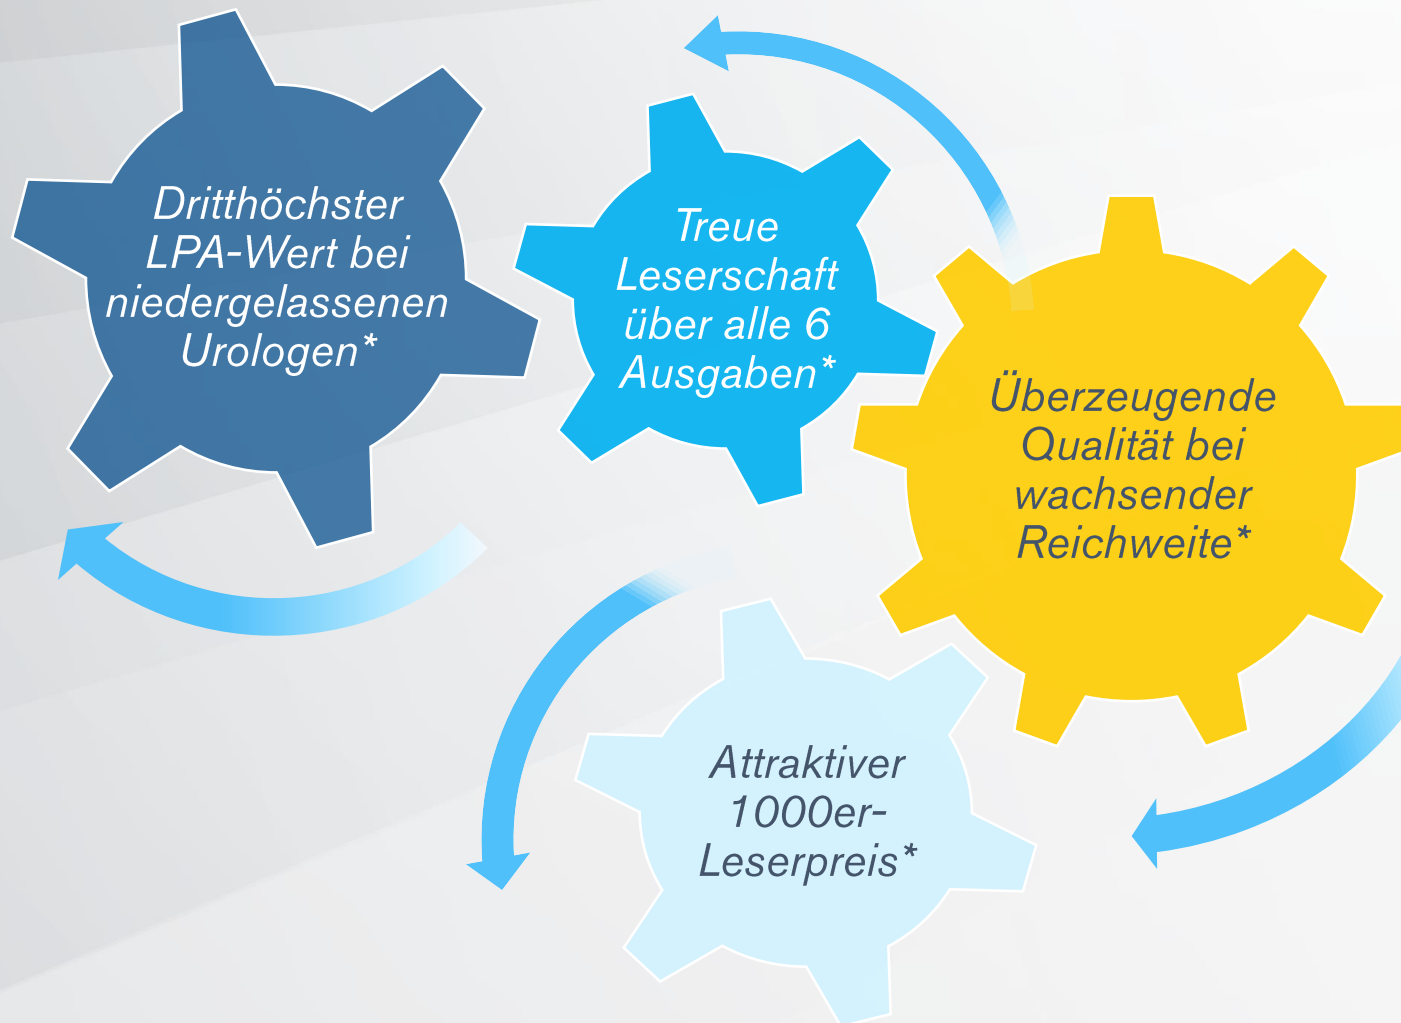 Dritthöchster
LPA-Wert bei
niedergelassenen
Urologen*
Treue
Leserschaft
über alle 6
Ausgaben*
Überzeugende
Qualität bei
wachsender
Reichweite*
Attraktiver
1000er-
Leserpreis*